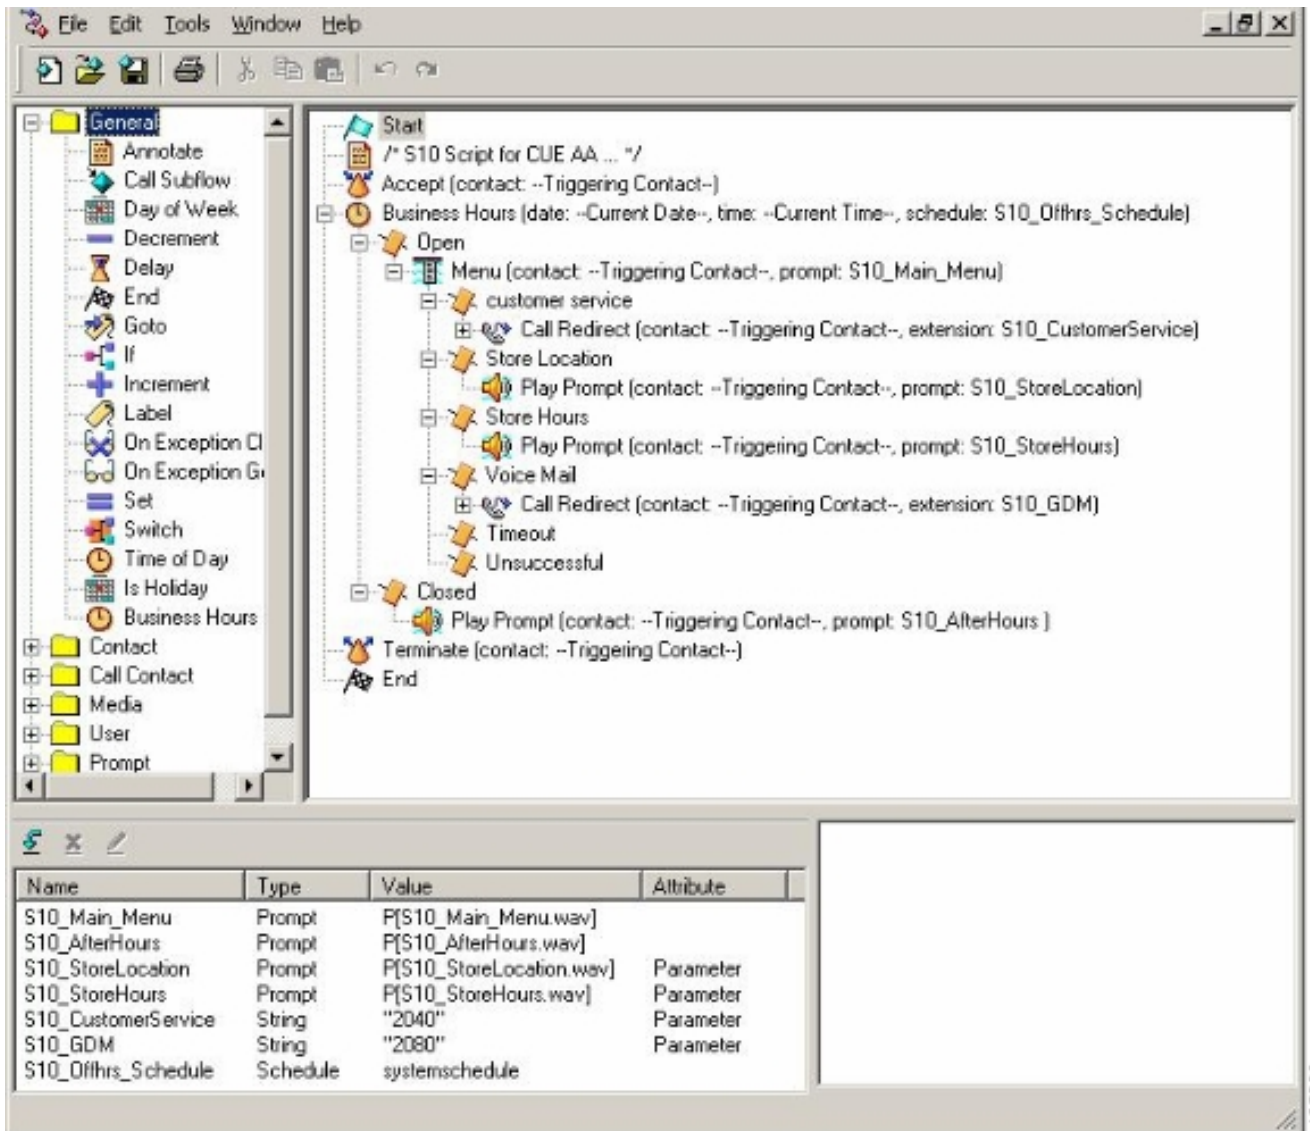 File Edit Tools Window Help
General
Annotate
Call Subflow
Day of Week
Decrement
Delay
End
Goto
If
Increment
Label
On Exception Cl
On Exception G
Set
Switch
Time of Day
Is Holiday
Business Hours
Contact
Call Contact
Media
User
Prompt
Start
/* S10 Script for CUE AA ... */
Accept (contact: --Triggering Contact--)
Business Hours (date: --Current Date--, time: --Current Time--, schedule: S10_Offhrs_Schedule)
Open
Menu (contact: --Triggering Contact--, prompt: S10_Main_Menu)
customer service
Call Redirect (contact: --Triggering Contact--, extension: S10_CustomerService)
Store Location
Play Prompt (contact: --Triggering Contact--, prompt: S10_StoreLocation)
Store Hours
Play Prompt (contact: --Triggering Contact--, prompt: S10_StoreHours)
Voice Mail
Call Redirect (contact: --Triggering Contact--, extension: S10_GDM)
Timeout
Unsuccessful
Closed
Play Prompt (contact: --Triggering Contact--, prompt: S10_AfterHours )
Terminate (contact: --Triggering Contact--)
End
Name Type Value Attribute
S10_Main_Menu Prompt P[S10_Main_Menu.wav]
S10_AfterHours Prompt P[S10_AfterHours.wav]
S10_StoreLocation Prompt P[S10_StoreLocation.wav] Parameter
S10_StoreHours Prompt P[S10_StoreHours.wav] Parameter
S10_CustomerService String "2040" Parameter
S10_GDM String "2080" Parameter
S10_Offhrs_Schedule Schedule systemschedule